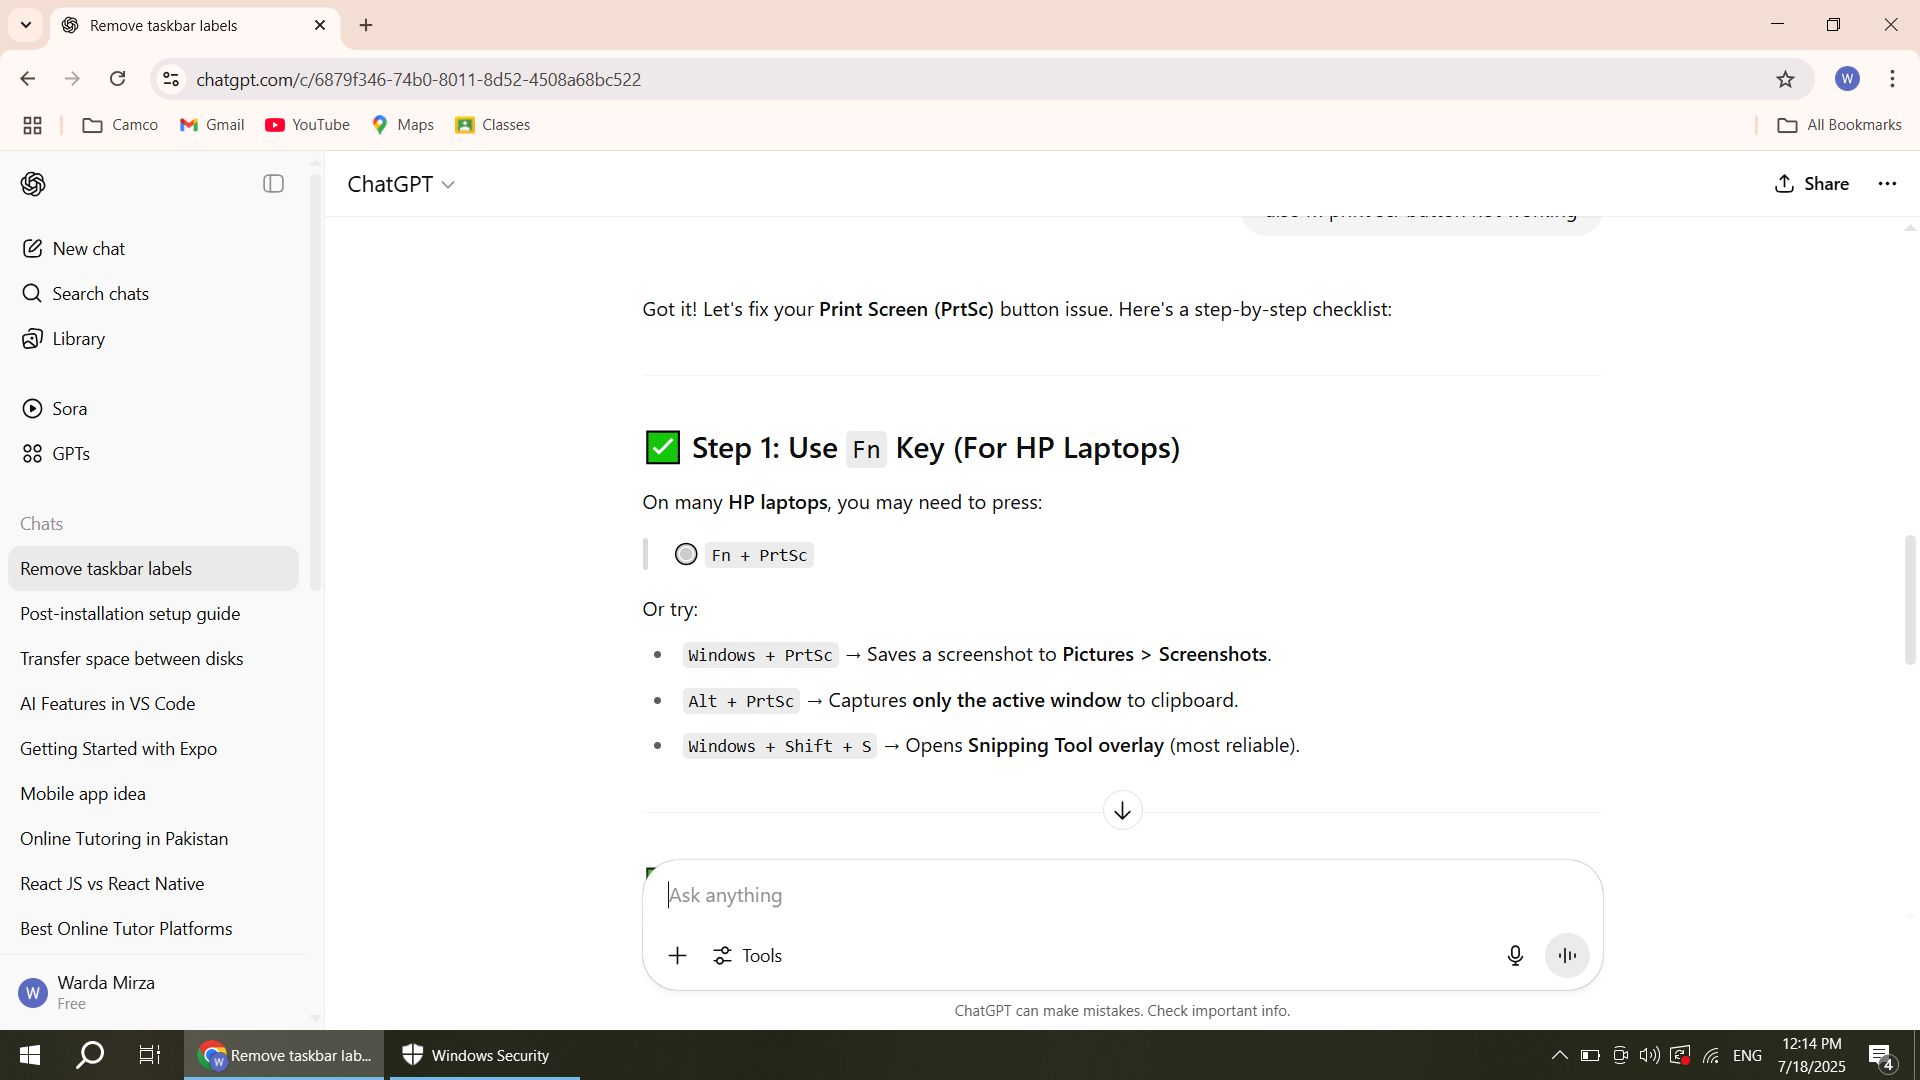 Remove taskbar labels
chatgpt.com/c/6879f346-74b0-8011-8d52-4508a68bc522
W
Camco
Gmail
YouTube
Maps
Classes
All Bookmarks
ChatGPT
Share
New chat
Search chats
Library
Sora
GPTs
Chats
Remove taskbar labels
Post-installation setup guide
Transfer space between disks
AI Features in VS Code
Getting Started with Expo
Mobile app idea
Online Tutoring in Pakistan
React JS vs React Native
Best Online Tutor Platforms
W
Warda Mirza
Free
Got it! Let's fix your Print Screen (PrtSc) button issue. Here's a step-by-step checklist:
Step 1: Use Fn Key (For HP Laptops)
On many HP laptops, you may need to press:
Fn + PrtSc
Or try:
Windows + PrtSc → Saves a screenshot to Pictures > Screenshots.
Alt + PrtSc → Captures only the active window to clipboard.
Windows + Shift + S → Opens Snipping Tool overlay (most reliable).
Ask anything
Tools
ChatGPT can make mistakes. Check important info.
W
Remove taskbar lab...
Windows Security
ENG
12:14 PM
7/18/2025
4